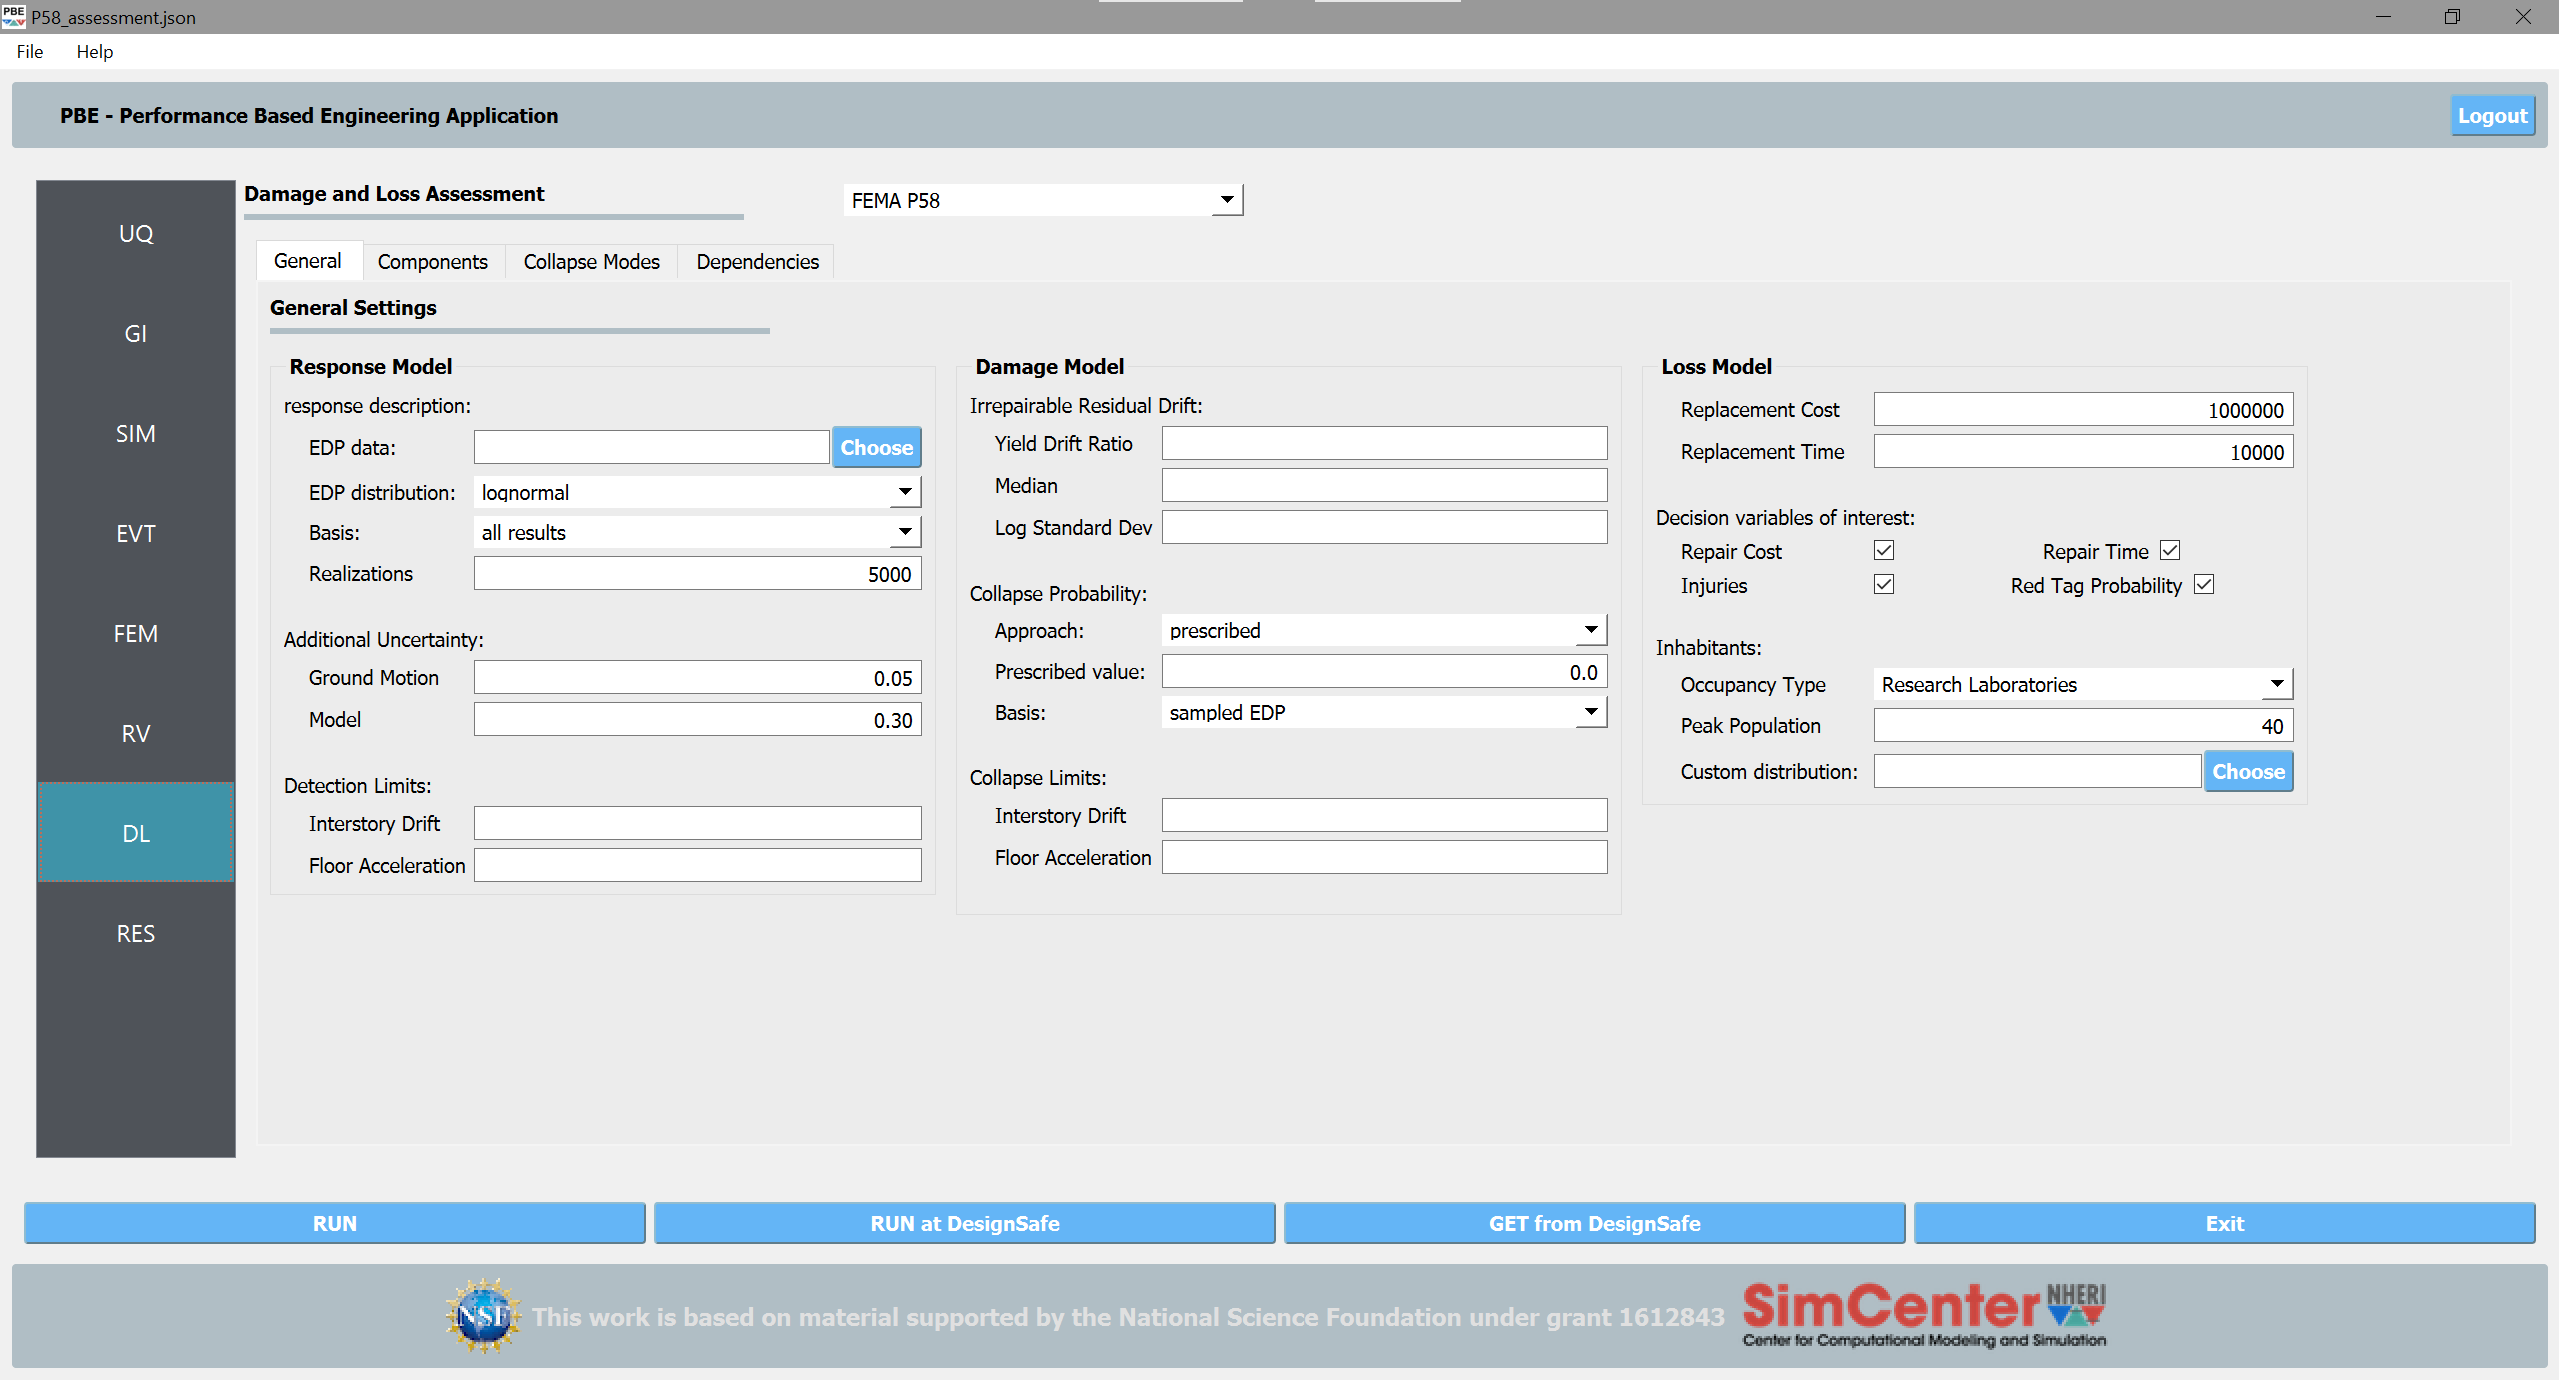 PBE P58_assessment.json
File Help
PBE - Performance Based Engineering Application
Logout
UQ
GI
SIM
EVT
FEM
RV
DL
RES
Damage and Loss Assessment
FEMA P58
General Components Collapse Modes Dependencies
General Settings
Response Model
response description:
EDP data: Choose
EDP distribution: lognormal
Basis: all results
Realizations 5000
Additional Uncertainty:
Ground Motion 0.05
Model 0.30
Detection Limits:
Interstory Drift
Floor Acceleration
Damage Model
Irrepairable Residual Drift:
Yield Drift Ratio
Median
Log Standard Dev
Collapse Probability:
Approach: prescribed
Prescribed value: 0.0
Basis: sampled EDP
Collapse Limits:
Interstory Drift
Floor Acceleration
Loss Model
Replacement Cost 1000000
Replacement Time 10000
Decision variables of interest:
Repair Cost Repair Time
Injuries Red Tag Probability
Inhabitants:
Occupancy Type Research Laboratories
Peak Population 40
Custom distribution: Choose
RUN RUN at DesignSafe GET from DesignSafe Exit
NSF This work is based on material supported by the National Science Foundation under grant 1612843
SimCenter NHERI
Center for Computational Modeling and Simulation